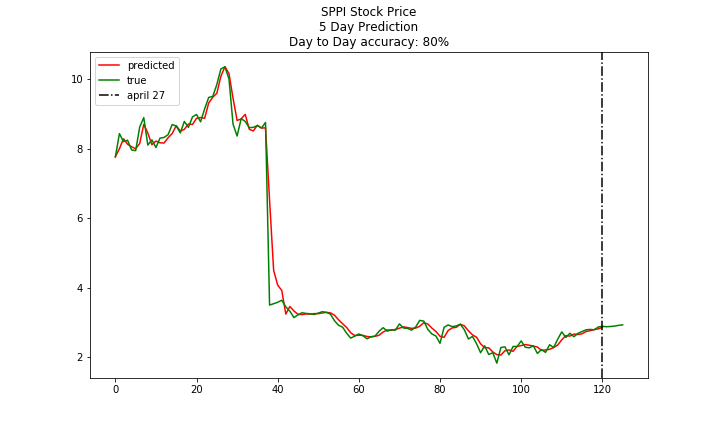 SPPI Stock Price
5 Day Prediction
Day to Day accuracy: 80%
predicted
true
april 27
10
8
6
4
2
0
20
40
60
80
100
120